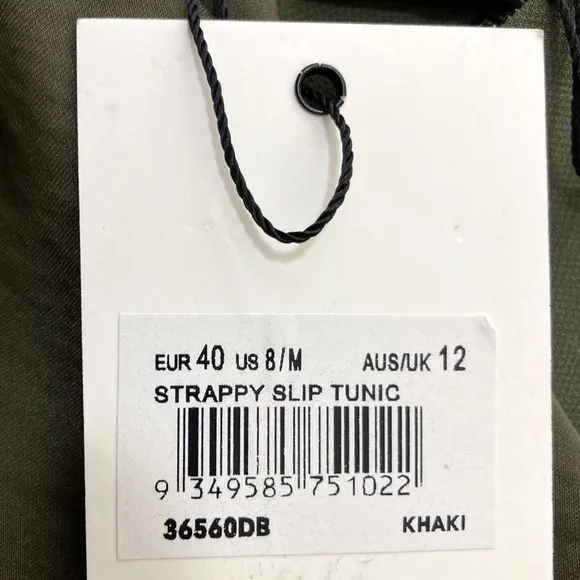 EUR 40 US 8/M AUS/UK 12
STRAPPY SLIP TUNIC
9 349585 751022
36560DB KHAKI